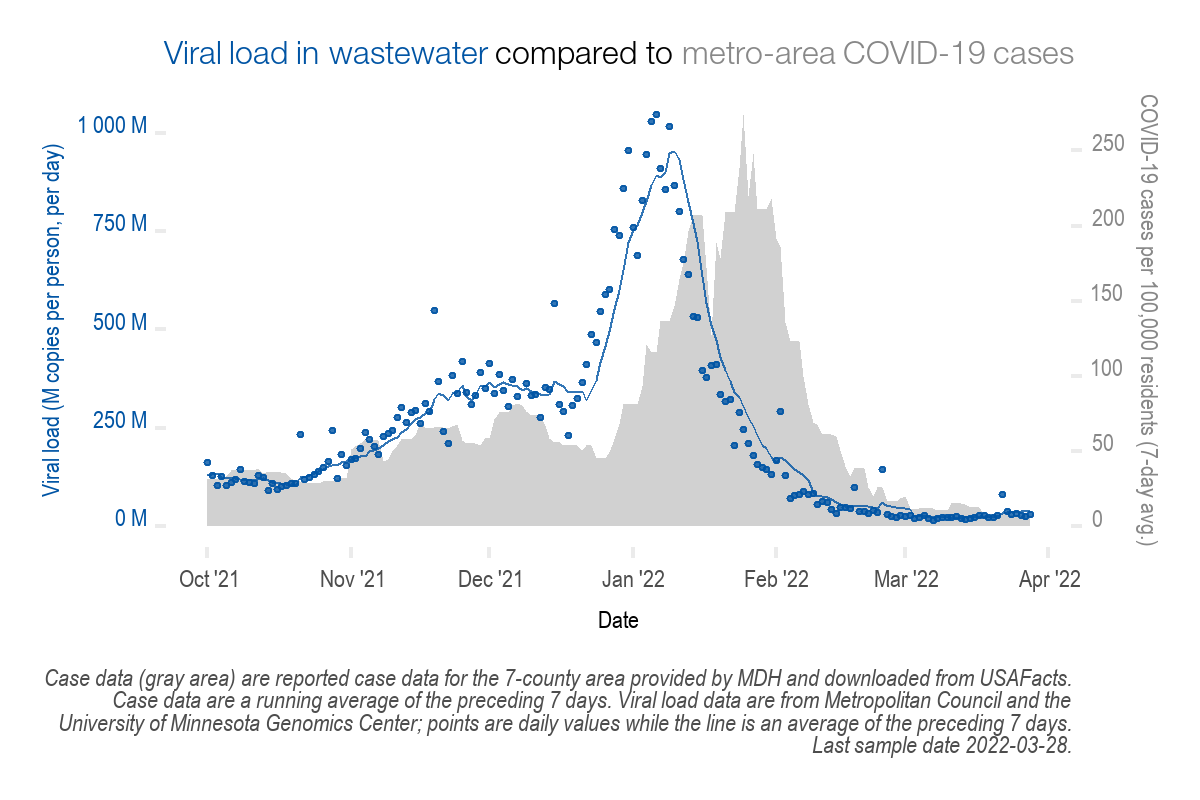 Viral load in wastewater compared to metro-area COVID-19 cases
Viral load (M copies per person, per day)
1 000 M
750 M
500 M
250 M
0 M
COVID-19 cases per 100,000 residents (7-day avg.)
250
200
150
100
50
0
Oct '21
Nov '21
Dec '21
Jan '22
Feb '22
Mar '22
Apr '22
Date
Case data (gray area) are reported case data for the 7-county area provided by MDH and downloaded from USAFacts.
Case data are a running average of the preceding 7 days. Viral load data are from Metropolitan Council and the
University of Minnesota Genomics Center; points are daily values while the line is an average of the preceding 7 days.
Last sample date 2022-03-28.